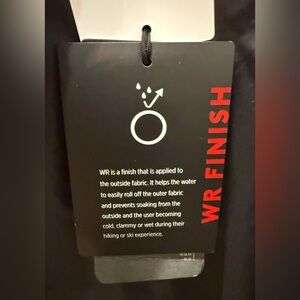 WR FINISH
WR is a finish that is applied to
the outside fabric. It helps the water
to easily roll off the outer fabric
and prevents soaking from the
outside and the user becoming
cold, clammy or wet during their
hiking or ski experience.